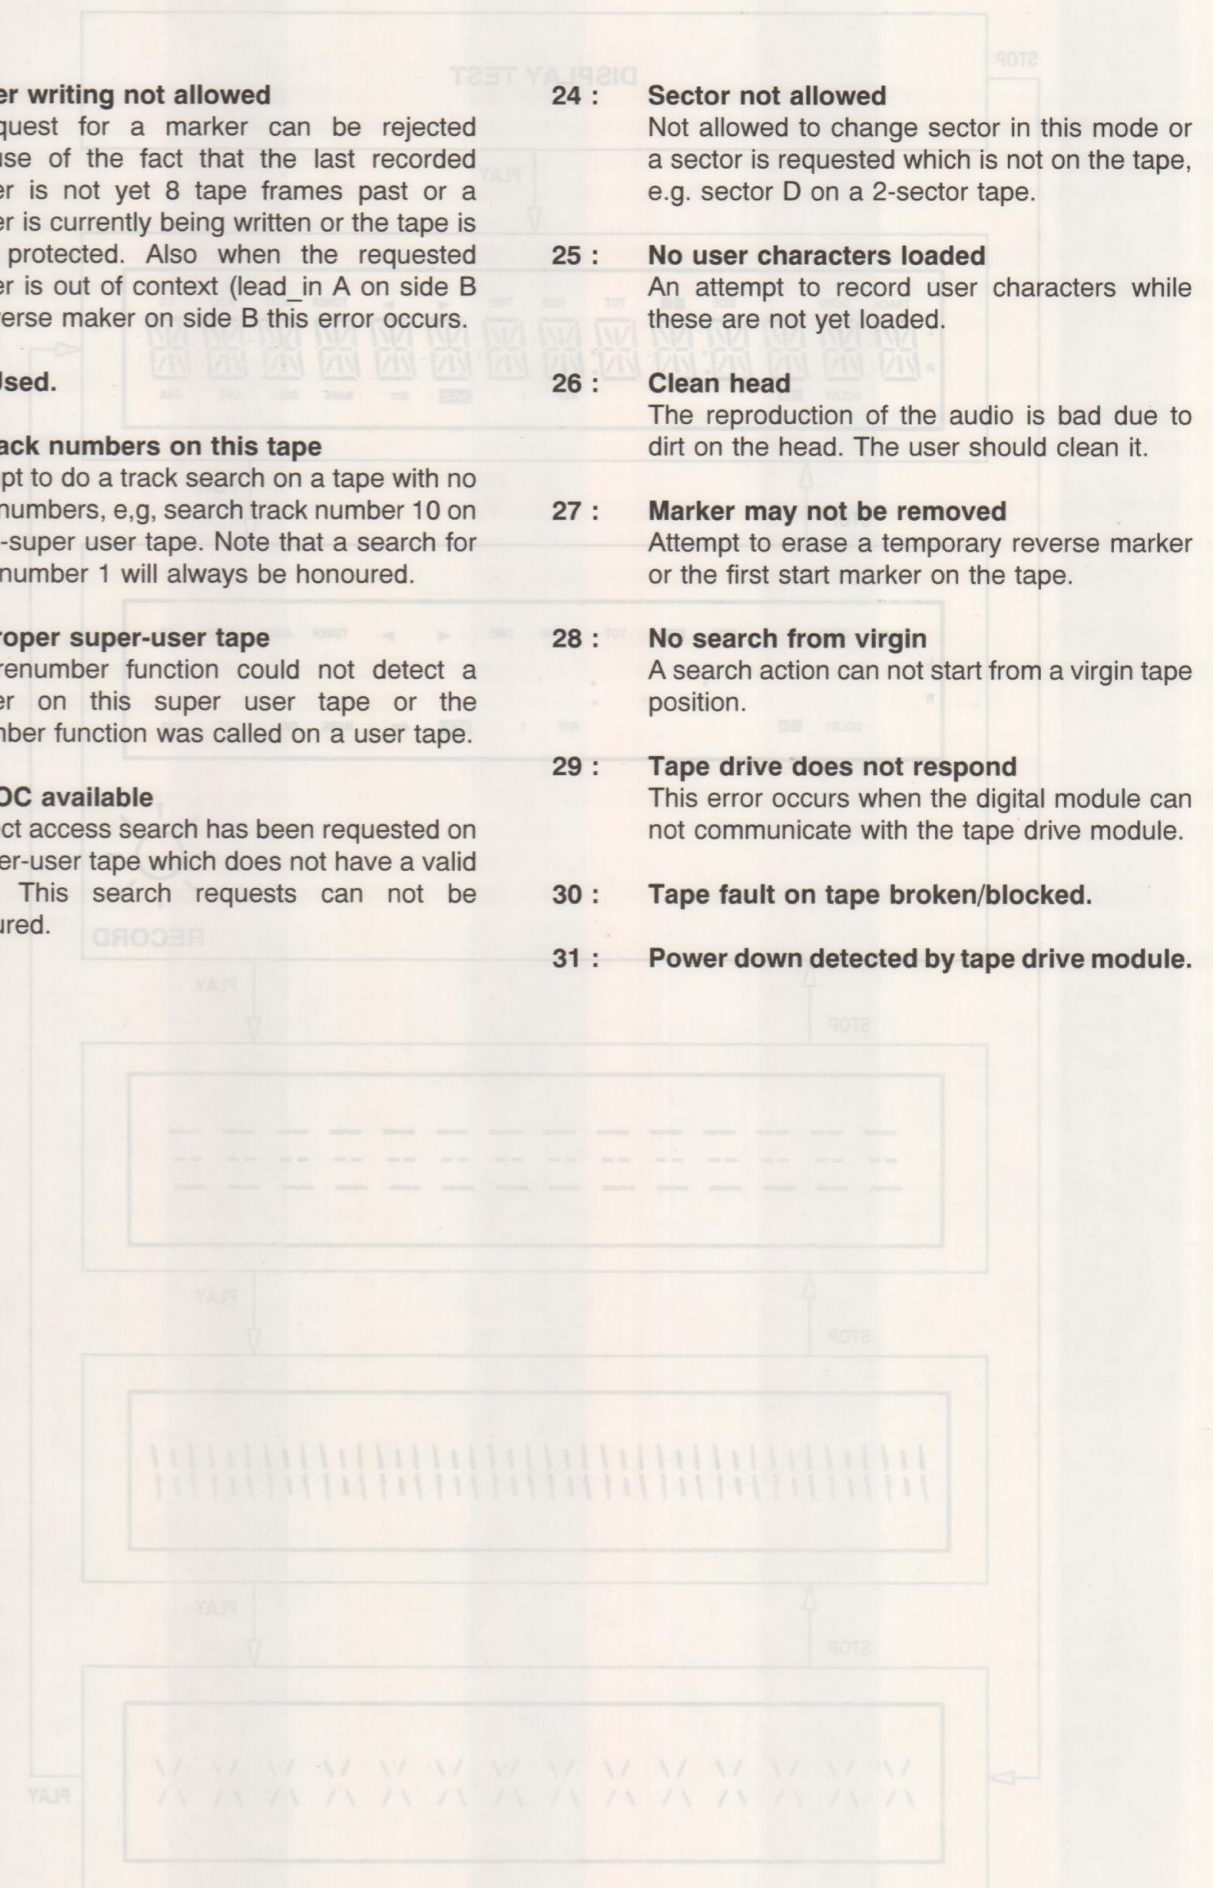 er writing not allowed
quest for a marker can be rejected
use of the fact that the last recorded
er is not yet 8 tape frames past or a
er is currently being written or the tape is
protected. Also when the requested
er is out of context (lead_in A on side B
verse maker on side B this error occurs.
Used.
ack numbers on this tape
pt to do a track search on a tape with no
numbers, e,g, search track number 10 on
-super user tape. Note that a search for
number 1 will always be honoured.
roper super-user tape
renumber function could not detect a
er on this super user tape or the
nber function was called on a user tape.
OC available
ct access search has been requested on
er-user tape which does not have a valid
This search requests can not be
ured.
24 : Sector not allowed
Not allowed to change sector in this mode or
a sector is requested which is not on the tape,
e.g. sector D on a 2-sector tape.
25 : No user characters loaded
An attempt to record user characters while
these are not yet loaded.
26 : Clean head
The reproduction of the audio is bad due to
dirt on the head. The user should clean it.
27 : Marker may not be removed
Attempt to erase a temporary reverse marker
or the first start marker on the tape.
28 : No search from virgin
A search action can not start from a virgin tape
position.
29 : Tape drive does not respond
This error occurs when the digital module can
not communicate with the tape drive module.
30 : Tape fault on tape broken/blocked.
31 : Power down detected by tape drive module.
DISPLAY TEST
STOP
PLAY
RECORD
PLAY
STOP
PLAY
STOP
PLAY
STOP
PLAY